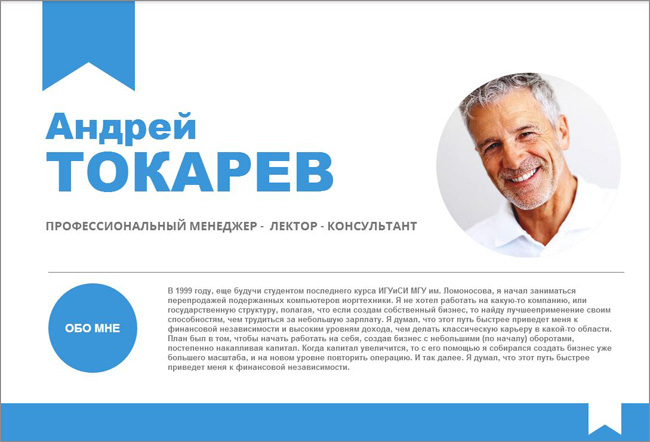 Андрей
ТОКАРЕВ
ПРОФЕССИОНАЛЬНЫЙ МЕНЕДЖЕР - ЛЕКТОР - КОНСУЛЬТАНТ
ОБО МНЕ
В 1999 году, еще будучи студентом последнего курса ИГУиСИ МГУ им. Ломоносова, я начал заниматься
перепродажей подержанных компьютеров иоргтехники. Я не хотел работать на какую-то компанию, или
государственную структуру, полагая, что если создам собственный бизнес, то найду лучшееприменение своим
способностям, чем трудиться за небольшую зарплату. Я думал, что этот путь быстрее приведет меня к
финансовой независимости и высоким уровням дохода, чем делать классическую карьеру в какой-то области.
План был в том, чтобы начать работать на себя, создав бизнес с небольшими (по началу) оборотами,
постепенно накапливая капитал. Когда капитал увеличится, то с его помощью я собирался создать бизнес уже
большего масштаба, и на новом уровне повторить операцию. И так далее. Я думал, что этот путь быстрее
приведет меня к финансовой независимости.